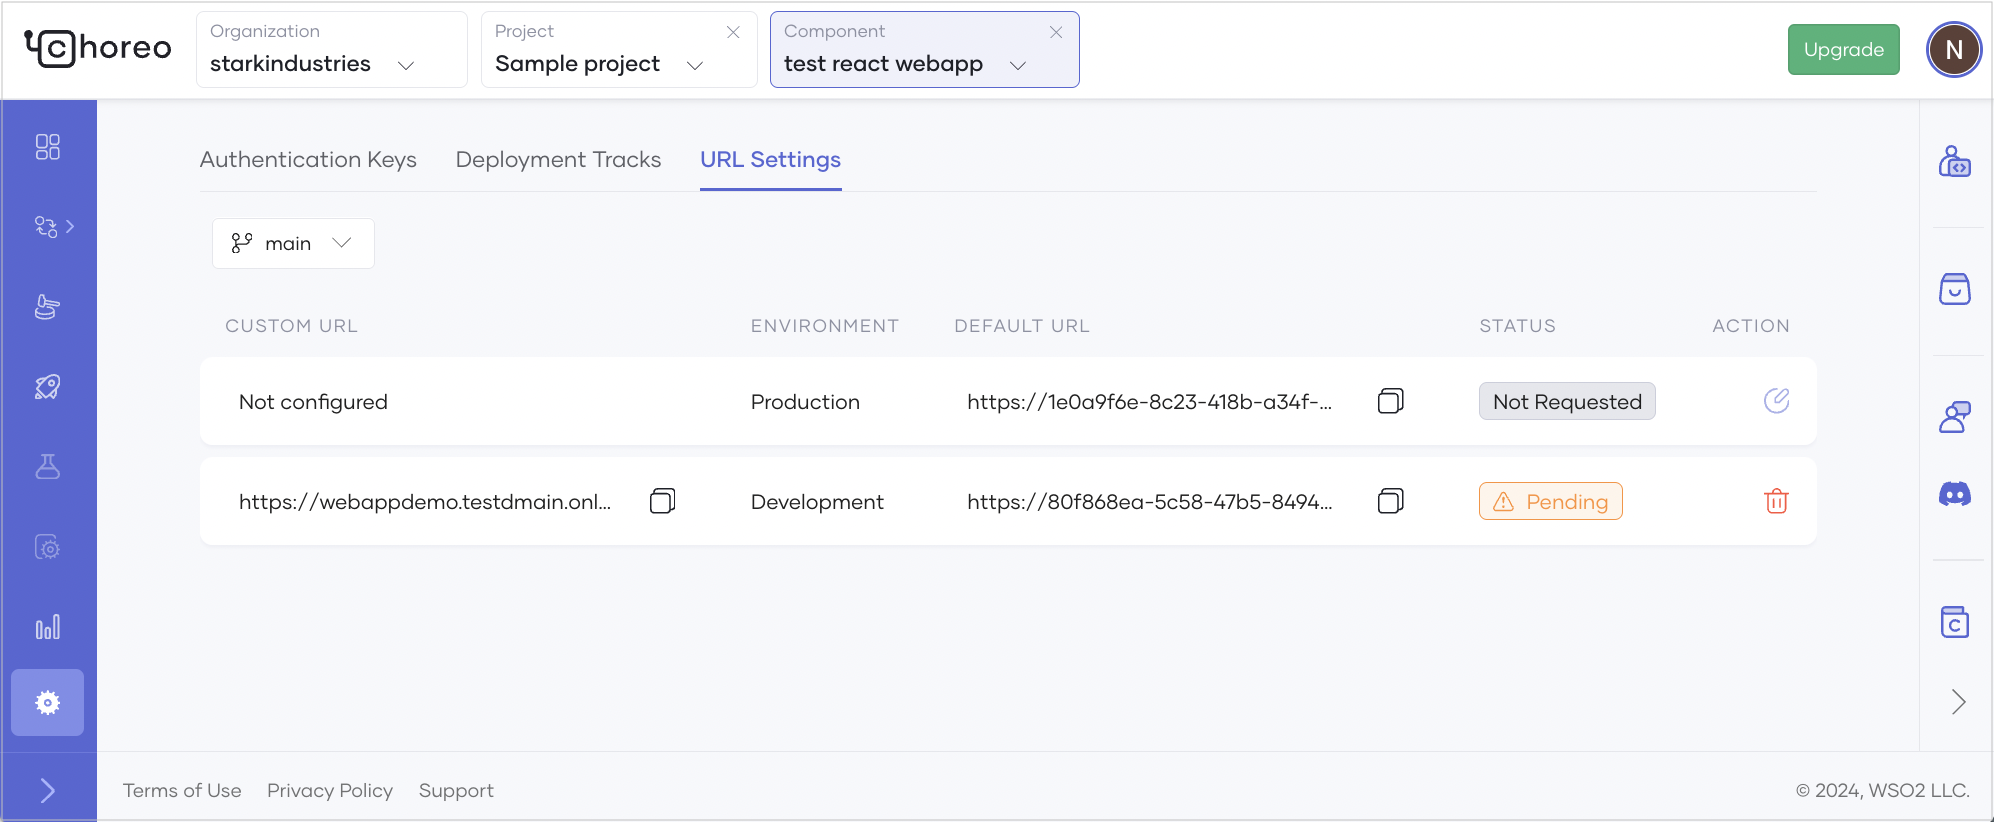 Choreo
Organization
starkindustries
Project
Sample project
Component
test react webapp
Upgrade
N
Authentication Keys
Deployment Tracks
URL Settings
main
CUSTOM URL
ENVIRONMENT
DEFAULT URL
STATUS
ACTION
Not configured
Production
https://1e0a9f6e-8c23-418b-a34f-...
Not Requested
https://webappdemo.testdmain.onl...
Development
https://80f868ea-5c58-47b5-8494...
Pending
C
Terms of Use
Privacy Policy
Support
© 2024, WSO2 LLC.